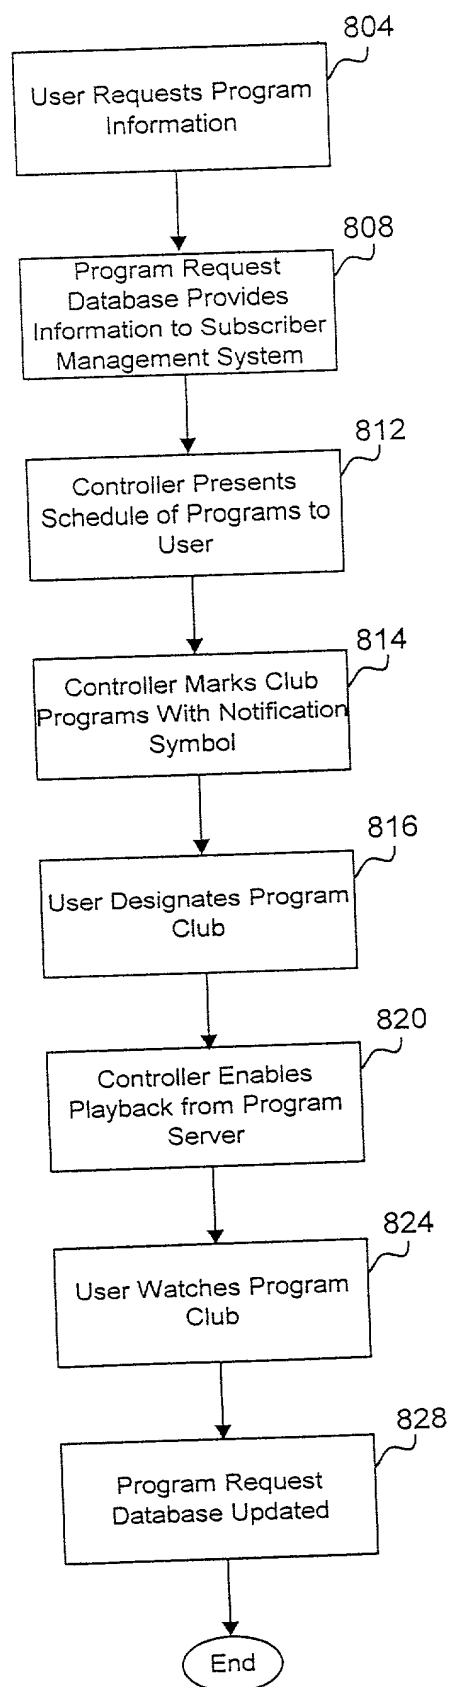 804
User Requests Program
Information
808
Program Request
Database Provides
Information to Subscriber
Management System
812
Controller Presents
Schedule of Programs to
User
814
Controller Marks Club
Programs With Notification
Symbol
816
User Designates Program
Club
820
Controller Enables
Playback from Program
Server
824
User Watches Program
Club
828
Program Request
Database Updated
End